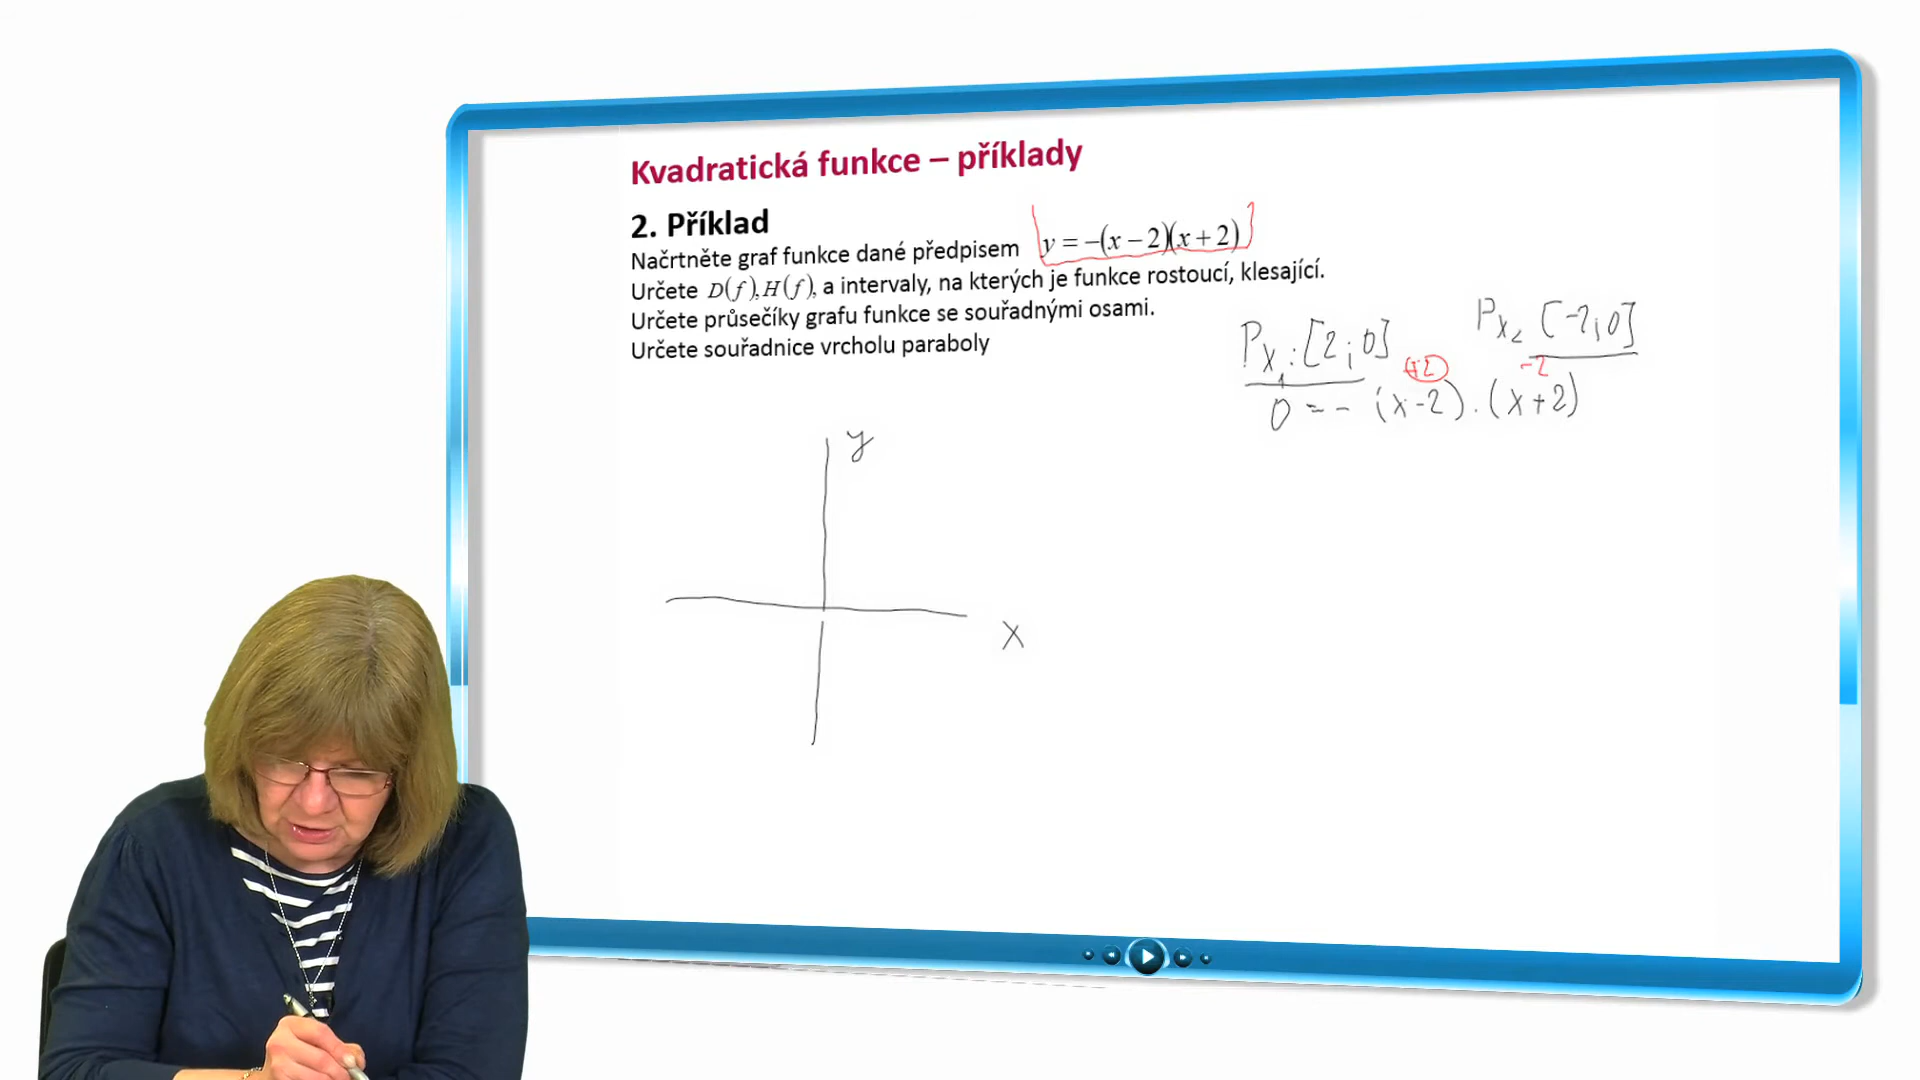 Kvadratická funkce – příklady
2. Příklad
Načrtněte graf funkce dané předpisem y = −(x − 2)(x + 2)
Určete D(f), H(f), a intervaly, na kterých je funkce rostoucí, klesající.
Určete průsečíky grafu funkce se souřadnými osami.
Určete souřadnice vrcholu paraboly
Px1: [2; 0] Px2 [-2; 0]
+2 -2
0 = - (x-2) . (x+2)
y
x